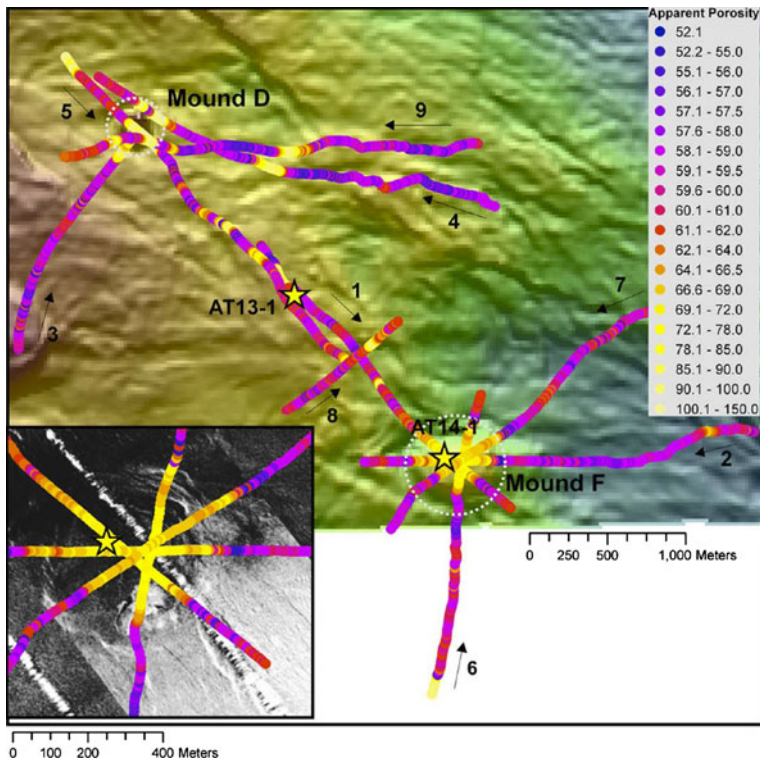 Apparent Porosity
52.1
52.2 - 55.0
55.1 - 56.0
56.1 - 57.0
57.1 - 57.5
57.6 - 58.0
58.1 - 59.0
59.1 - 59.5
59.6 - 60.0
60.1 - 61.0
61.1 - 62.0
62.1 - 64.0
64.1 - 66.5
66.6 - 69.0
69.1 - 72.0
72.1 - 78.0
78.1 - 85.0
85.1 - 90.0
90.1 - 100.0
100.1 - 150.0
Mound D
5
9
4
AT13-1
1
7
3
8
AT14-1
2
Mound F
0 250 500 1,000 Meters
6
0 100 200 400 Meters